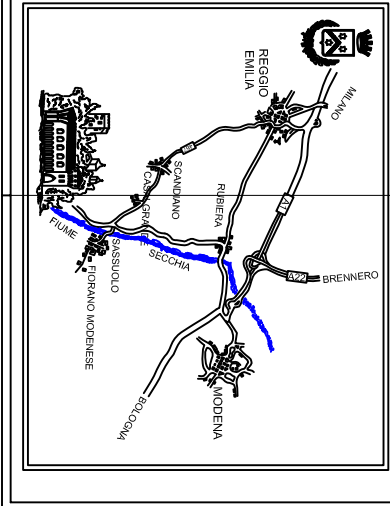 MILANO
REGGIO
EMILIA
A1
BRENNERO
A22
RUBIERA
SCANDIANO
CASALGRANDE
MODENA
SECCHIA
FIUME
SASSUOLO
FIORANO MODENESE
BOLOGNA